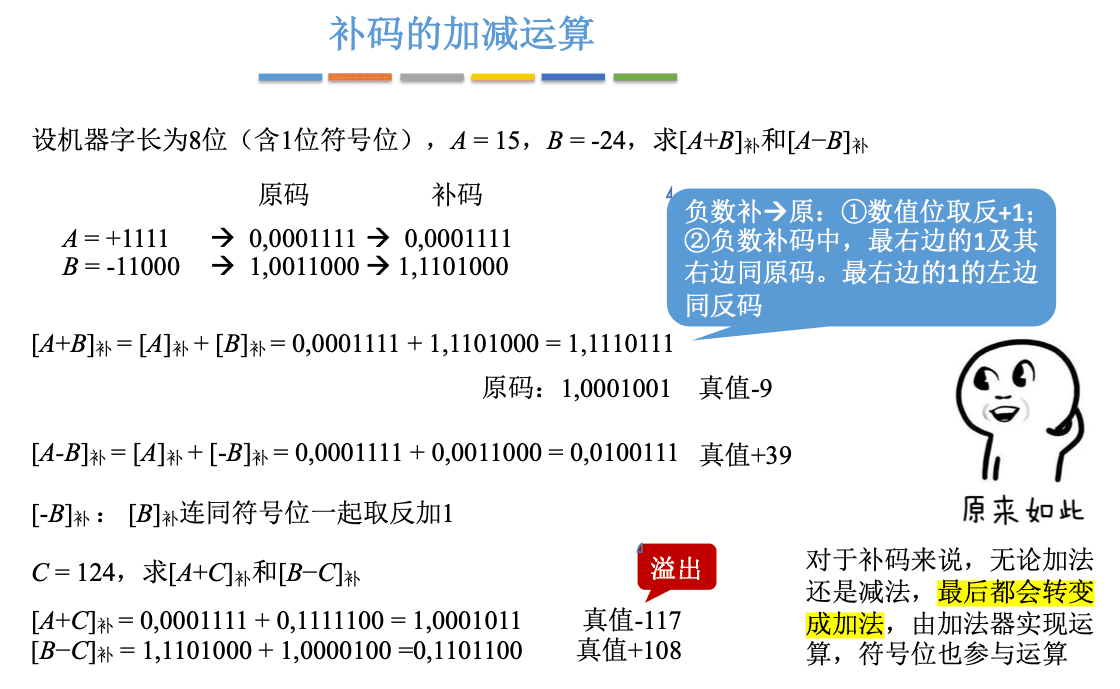 补码的加减运算
设机器字长为8位（含1位符号位），A = 15，B = -24，求[A+B]补和[A−B]补
原码 补码
A = +1111 → 0,0001111 → 0,0001111
B = -11000 → 1,0011000 → 1,1101000
负数补→原：①数值位取反+1；
②负数补码中，最右边的1及其
右边同原码。最右边的1的左边
同反码
[A+B]补 = [A]补 + [B]补 = 0,0001111 + 1,1101000 = 1,1110111
原码：1,0001001 真值-9
[A-B]补 = [A]补 + [-B]补 = 0,0001111 + 0,0011000 = 0,0100111 真值+39
[-B]补： [B]补连同符号位一起取反加1
原来如此
C = 124，求[A+C]补和[B−C]补
溢出
[A+C]补 = 0,0001111 + 0,1111100 = 1,0001011 真值-117
[B−C]补 = 1,1101000 + 1,0000100 =0,1101100 真值+108
对于补码来说，无论加法
还是减法，最后都会转变
成加法，由加法器实现运
算，符号位也参与运算